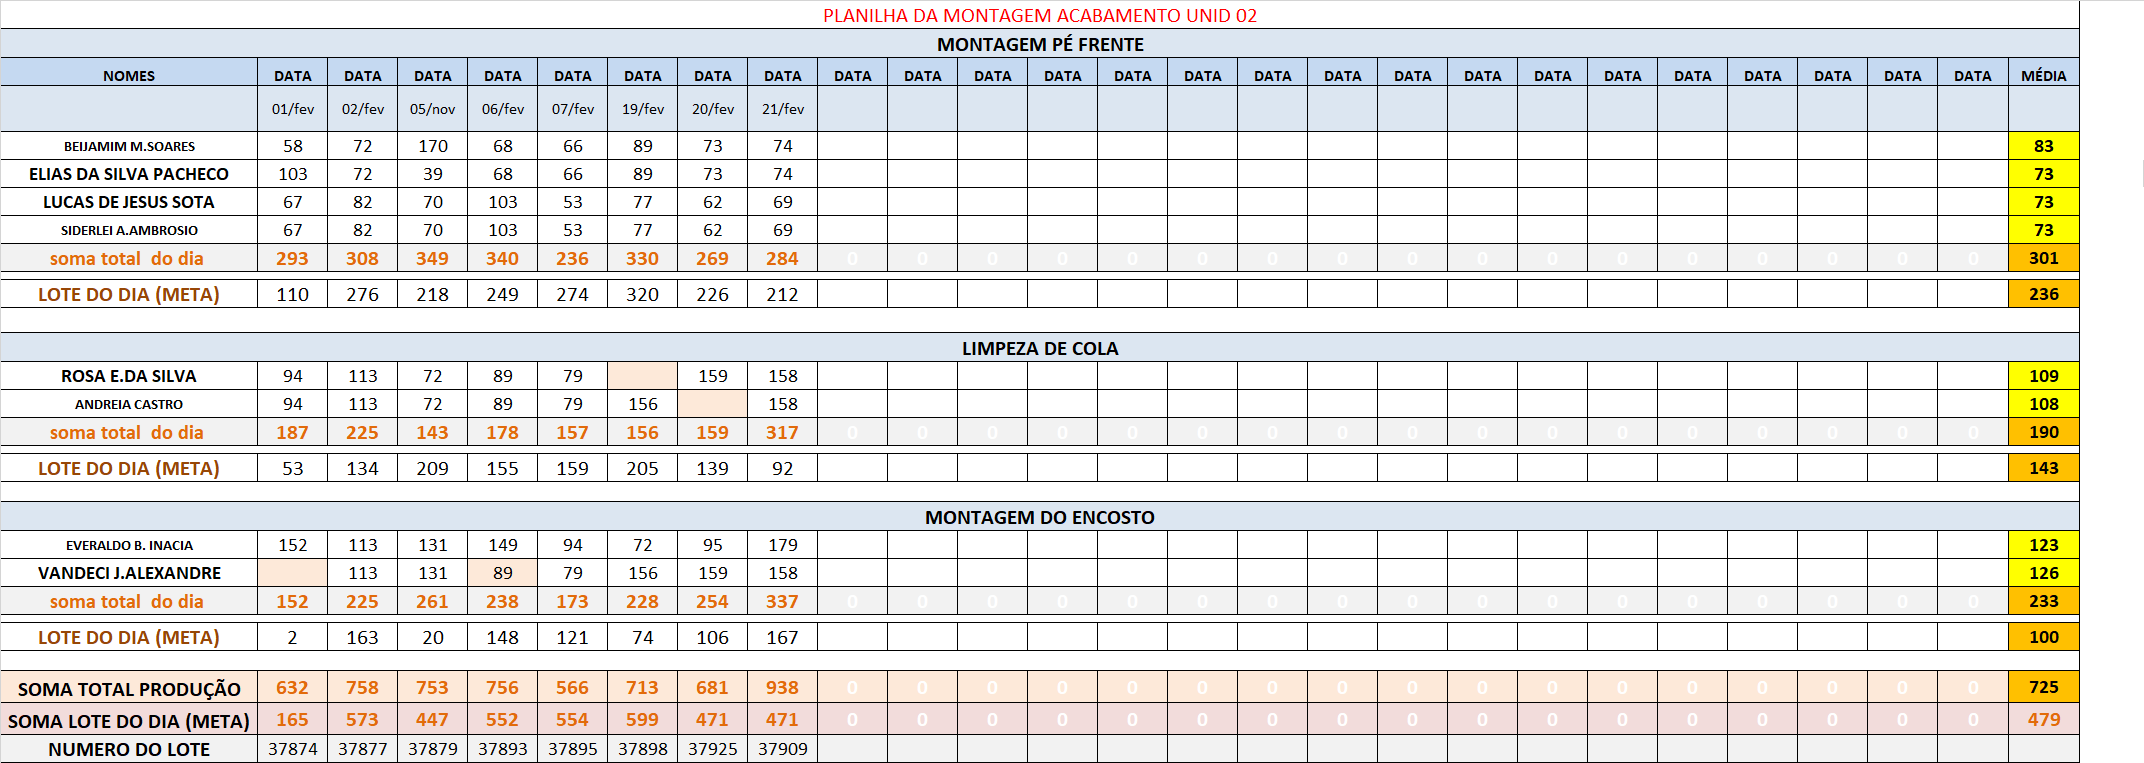 PLANILHA DA MONTAGEM ACABAMENTO UNID 02
MONTAGEM PÉ FRENTE
NOMES DATA DATA DATA DATA DATA DATA DATA DATA DATA DATA DATA DATA DATA DATA DATA DATA DATA DATA DATA DATA DATA DATA DATA DATA DATA MÉDIA
01/fev 02/fev 05/nov 06/fev 07/fev 19/fev 20/fev 21/fev
BEIJAMIM M.SOARES 58 72 170 68 66 89 73 74 83
ELIAS DA SILVA PACHECO 103 72 39 68 66 89 73 74 73
LUCAS DE JESUS SOTA 67 82 70 103 53 77 62 69 73
SIDERLEI A.AMBROSIO 67 82 70 103 53 77 62 69 73
soma total do dia 293 308 349 340 236 330 269 284 0 0 0 0 0 0 0 0 0 0 0 0 0 0 0 0 0 301
LOTE DO DIA (META) 110 276 218 249 274 320 226 212 236
LIMPEZA DE COLA
ROSA E.DA SILVA 94 113 72 89 79 159 158 109
ANDREIA CASTRO 94 113 72 89 79 156 158 108
soma total do dia 187 225 143 178 157 156 159 317 0 0 0 0 0 0 0 0 0 0 0 0 0 0 0 0 0 190
LOTE DO DIA (META) 53 134 209 155 159 205 139 92 143
MONTAGEM DO ENCOSTO
EVERALDO B. INACIA 152 113 131 149 94 72 95 179 123
VANDECI J.ALEXANDRE 113 131 89 79 156 159 158 126
soma total do dia 152 225 261 238 173 228 254 337 0 0 0 0 0 0 0 0 0 0 0 0 0 0 0 0 0 233
LOTE DO DIA (META) 2 163 20 148 121 74 106 167 100
SOMA TOTAL PRODUÇÃO 632 758 753 756 566 713 681 938 0 0 0 0 0 0 0 0 0 0 0 0 0 0 0 0 0 725
SOMA LOTE DO DIA (META) 165 573 447 552 554 599 471 471 0 0 0 0 0 0 0 0 0 0 0 0 0 0 0 0 0 479
NUMERO DO LOTE 37874 37877 37879 37893 37895 37898 37925 37909